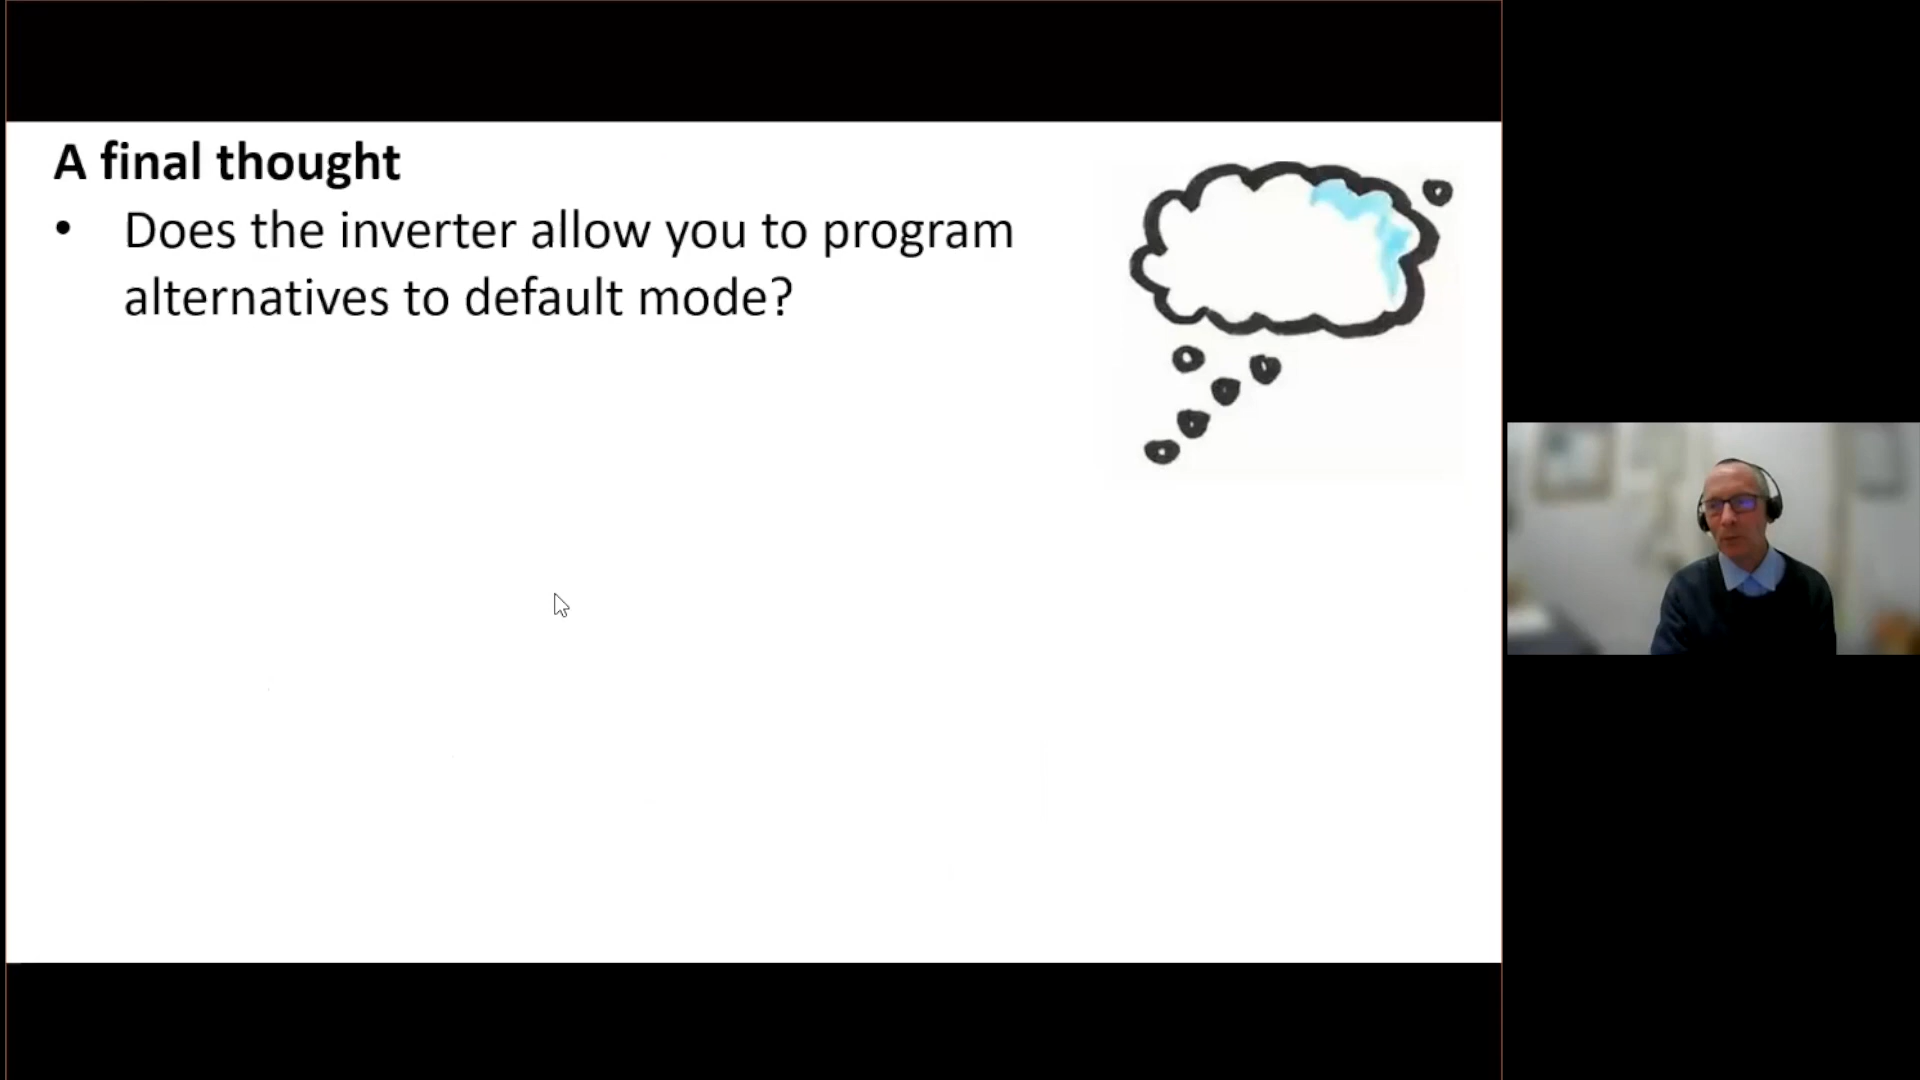 A final thought
• Does the inverter allow you to program
alternatives to default mode?